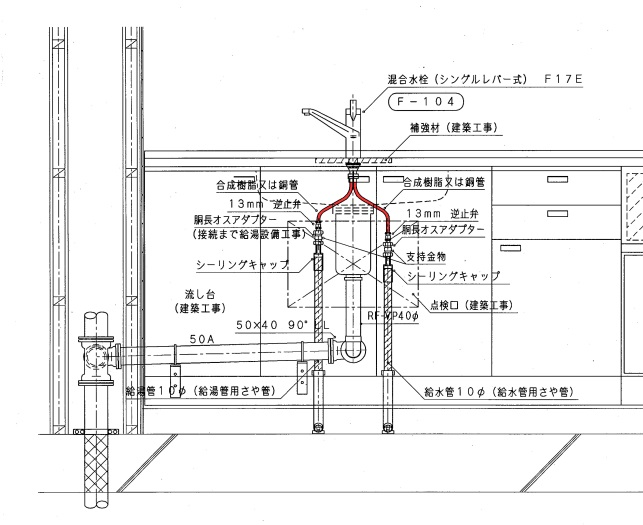 混合水栓（シングルレバー式）　F17E
F－104
補強材（建築工事）
合成樹脂又は銅管
合成樹脂又は銅管
13mm　逆止弁
13mm　逆止弁
胴長オスアダプター
（接続まで給湯設備工事）
胴長オスアダプター
支持金物
シーリングキャップ
シーリングキャップ
流し台
（建築工事）
点検口（建築工事）
50×40　90°LL
RF-VP40φ
50A
給湯管10φ（給湯管用さや管）
給水管10φ（給水管用さや管）